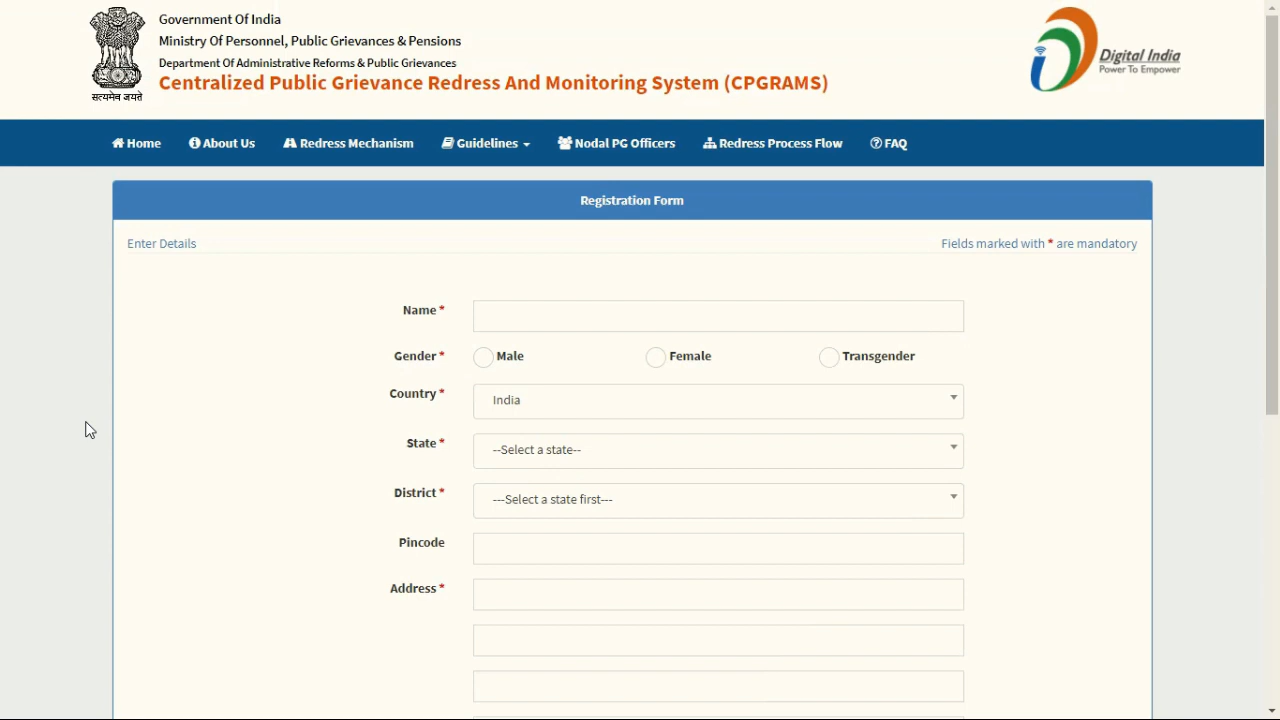 Government Of India
Ministry Of Personnel, Public Grievances & Pensions
Department Of Administrative Reforms & Public Grievances
Centralized Public Grievance Redress And Monitoring System (CPGRAMS)
सत्यमेव जयते
Digital India
Power To Empower
Home About Us Redress Mechanism Guidelines Nodal PG Officers Redress Process Flow FAQ
Registration Form
Enter Details Fields marked with * are mandatory
Name *
Gender * Male Female Transgender
Country * India
State * --Select a state--
District * ---Select a state first---
Pincode
Address *